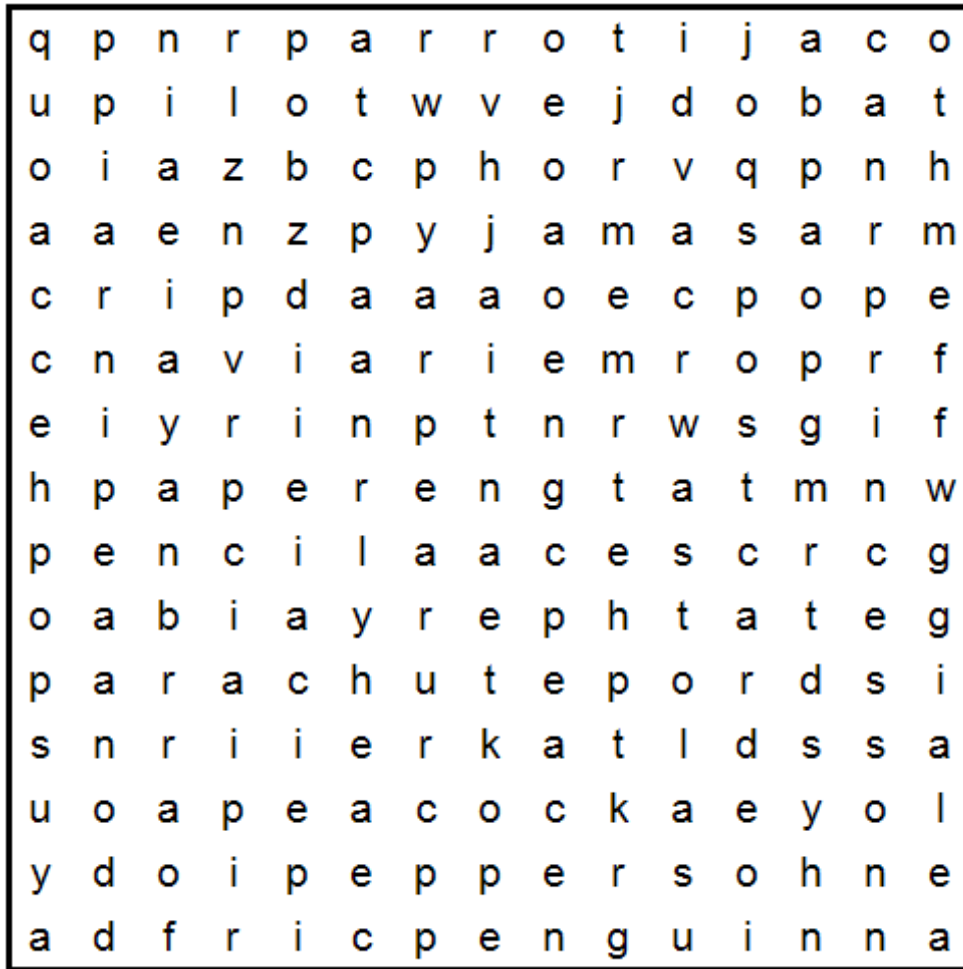 q p n r p a r r o t i j a c o
u p i l o t w v e j d o b a t
o i a z b c p h o r v q p n h
a a e n z p y j a m a s a r m
c r i p d a a a o e c p o p e
c n a v i a r i e m r o p r f
e i y r i n p t n r w s g i f
h p a p e r e n g t a t m n w
p e n c i l a a c e s c r c g
o a b i a y r e p h t a t e g
p a r a c h u t e p o r d s i
s n r i i e r k a t l d s s a
u o a p e a c o c k a e y o l
y d o i p e p p e r s o h n e
a d f r i c p e n g u i n n a